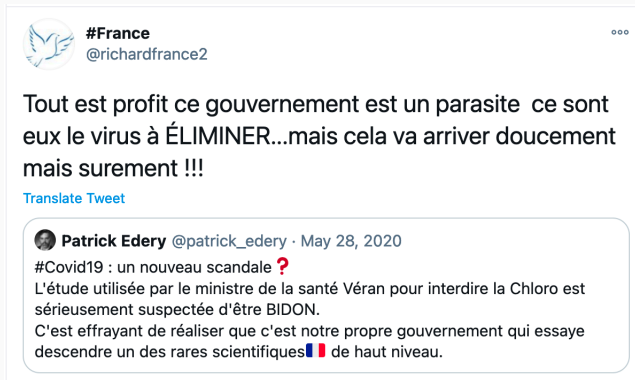 #France
@richardfrance2
Tout est profit ce gouvernement est un parasite ce sont
eux le virus à ÉLIMINER...mais cela va arriver doucement
mais surement !!!
Translate Tweet
Patrick Edery @patrick_edery · May 28, 2020
#Covid19 : un nouveau scandale❓
L'étude utilisée par le ministre de la santé Véran pour interdire la Chloro est
sérieusement suspectée d'être BIDON.
C'est effrayant de réaliser que c'est notre propre gouvernement qui essaye
descendre un des rares scientifiques🇫🇷 de haut niveau.